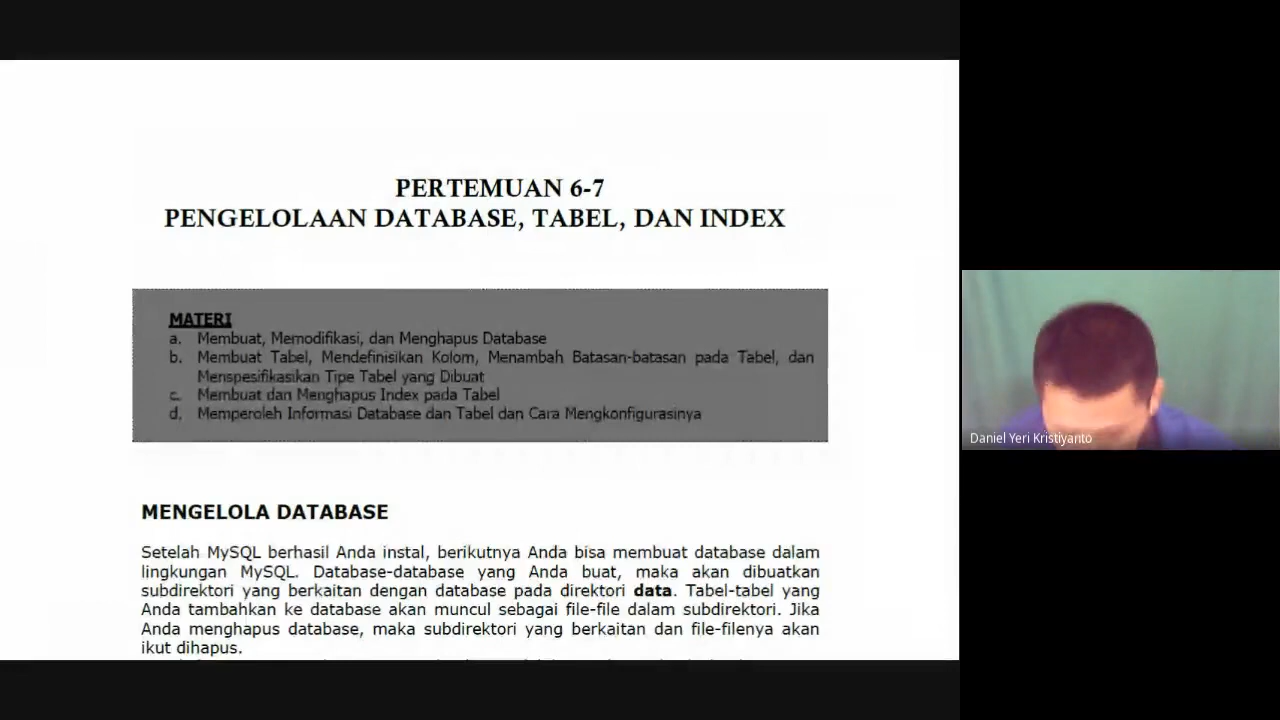 PERTEMUAN 6-7
PENGELOLAAN DATABASE, TABEL, DAN INDEX
MATERI
a. Membuat, Memodifikasi, dan Menghapus Database
b. Membuat Tabel, Mendefinisikan Kolom, Menambah Batasan-batasan pada Tabel, dan
Menspesifikasikan Tipe Tabel yang Dibuat
c. Membuat dan Menghapus Index pada Tabel
d. Memperoleh Informasi Database dan Tabel dan Cara Mengkonfigurasinya
MENGELOLA DATABASE
Setelah MySQL berhasil Anda instal, berikutnya Anda bisa membuat database dalam
lingkungan MySQL. Database-database yang Anda buat, maka akan dibuatkan
subdirektori yang berkaitan dengan database pada direktori data. Tabel-tabel yang
Anda tambahkan ke database akan muncul sebagai file-file dalam subdirektori. Jika
Anda menghapus database, maka subdirektori yang berkaitan dan file-filenya akan
ikut dihapus.
Daniel Yeri Kristiyanto